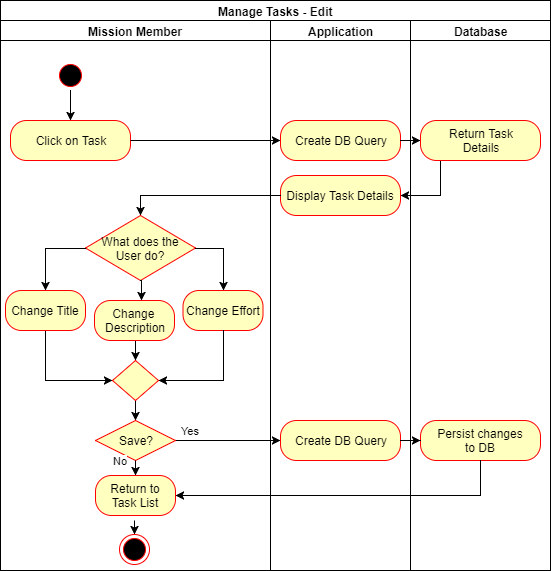 Manage Tasks - Edit
Mission Member
Application
Database
Click on Task
Create DB Query
Return Task
Details
Display Task Details
What does the
User do?
Change Title
Change
Description
Change Effort
Save?
Yes
No
Create DB Query
Persist changes
to DB
Return to
Task List